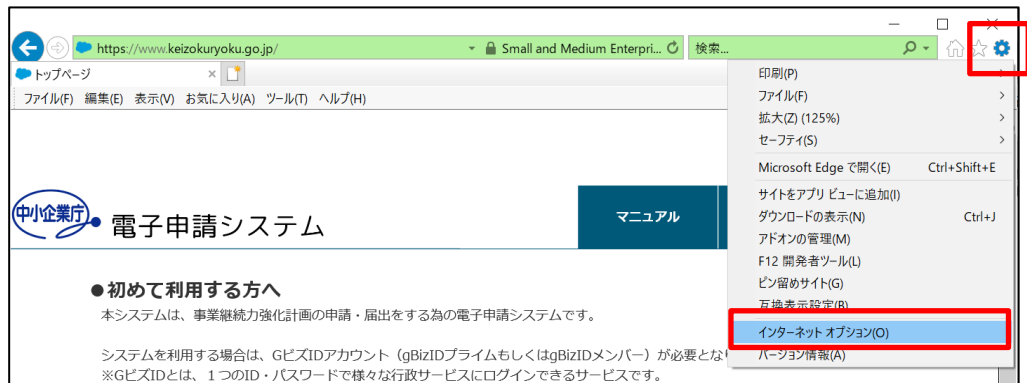 https://www.keizokuryoku.go.jp/
Small and Medium Enterpri...
検索...
トップページ
ファイル(F) 編集(E) 表示(V) お気に入り(A) ツール(T) ヘルプ(H)
印刷(P)
ファイル(F)
拡大(Z) (125%)
セーフティ(S)
Microsoft Edge で開く(E) Ctrl+Shift+E
サイトをアプリ ビューに追加(I)
ダウンロードの表示(N) Ctrl+J
アドオンの管理(M)
F12 開発者ツール(L)
ピン留めサイト(G)
互換表示設定(B)
インターネット オプション(O)
バージョン情報(A)
中小企業庁
電子申請システム
マニュアル
●初めて利用する方へ
本システムは、事業継続力強化計画の申請・届出をする為の電子申請システムです。
システムを利用する場合は、GビズIDアカウント（gBizIDプライムもしくはgBizIDメンバー）が必要とな
※GビズIDとは、１つのID・パスワードで様々な行政サービスにログインできるサービスです。